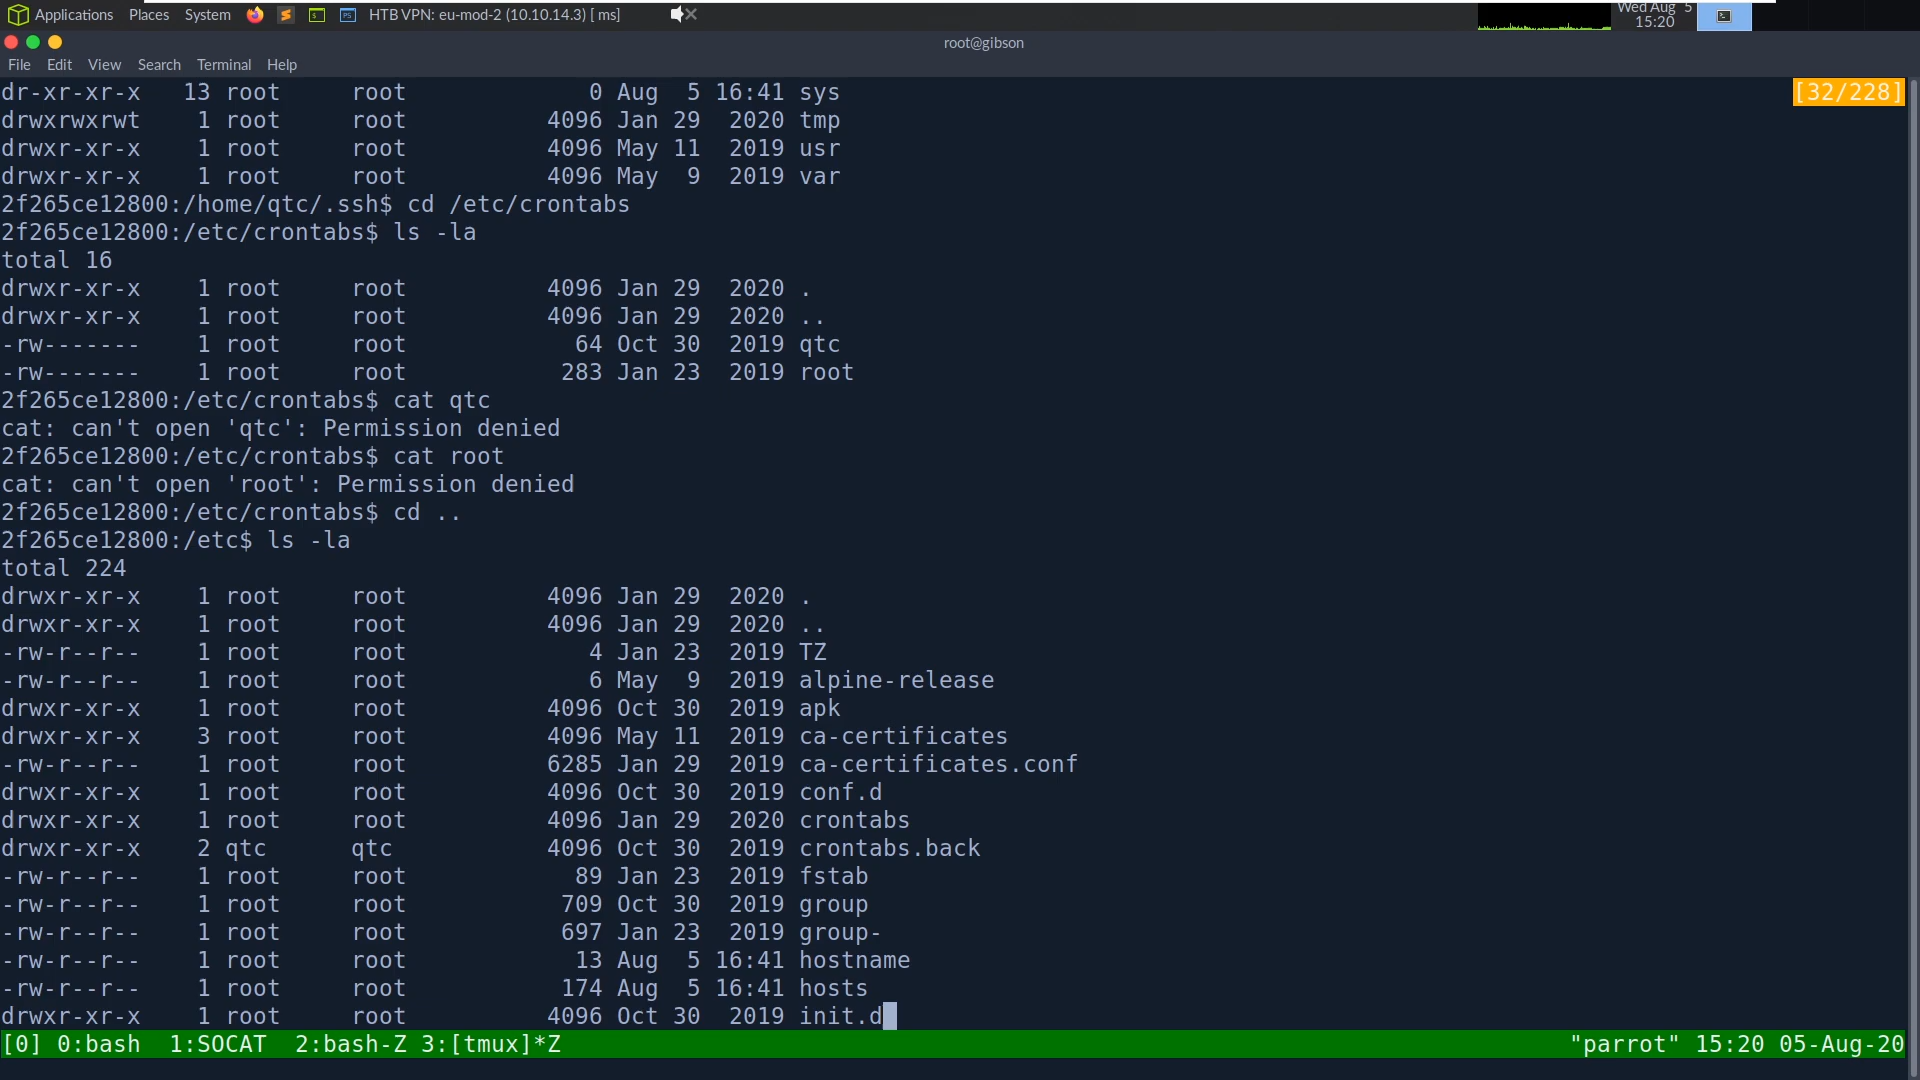 Applications Places System HTB VPN: eu-mod-2 (10.10.14.3) [ ms] Wed Aug 5
15:20
root@gibson
File Edit View Search Terminal Help
dr-xr-xr-x   13 root     root             0 Aug  5 16:41 sys [32/228]
drwxrwxrwt    1 root     root          4096 Jan 29  2020 tmp
drwxr-xr-x    1 root     root          4096 May 11  2019 usr
drwxr-xr-x    1 root     root          4096 May  9  2019 var
2f265ce12800:/home/qtc/.ssh$ cd /etc/crontabs
2f265ce12800:/etc/crontabs$ ls -la
total 16
drwxr-xr-x    1 root     root          4096 Jan 29  2020 .
drwxr-xr-x    1 root     root          4096 Jan 29  2020 ..
-rw-------    1 root     root            64 Oct 30  2019 qtc
-rw-------    1 root     root           283 Jan 23  2019 root
2f265ce12800:/etc/crontabs$ cat qtc
cat: can't open 'qtc': Permission denied
2f265ce12800:/etc/crontabs$ cat root
cat: can't open 'root': Permission denied
2f265ce12800:/etc/crontabs$ cd ..
2f265ce12800:/etc$ ls -la
total 224
drwxr-xr-x    1 root     root          4096 Jan 29  2020 .
drwxr-xr-x    1 root     root          4096 Jan 29  2020 ..
-rw-r--r--    1 root     root             4 Jan 23  2019 TZ
-rw-r--r--    1 root     root             6 May  9  2019 alpine-release
drwxr-xr-x    1 root     root          4096 Oct 30  2019 apk
drwxr-xr-x    3 root     root          4096 May 11  2019 ca-certificates
-rw-r--r--    1 root     root          6285 Jan 29  2019 ca-certificates.conf
drwxr-xr-x    1 root     root          4096 Oct 30  2019 conf.d
drwxr-xr-x    1 root     root          4096 Jan 29  2020 crontabs
drwxr-xr-x    2 qtc      qtc           4096 Oct 30  2019 crontabs.back
-rw-r--r--    1 root     root            89 Jan 23  2019 fstab
-rw-r--r--    1 root     root           709 Oct 30  2019 group
-rw-r--r--    1 root     root           697 Jan 23  2019 group-
-rw-r--r--    1 root     root            13 Aug  5 16:41 hostname
-rw-r--r--    1 root     root           174 Aug  5 16:41 hosts
drwxr-xr-x    1 root     root          4096 Oct 30  2019 init.d
[0] 0:bash  1:SOCAT  2:bash-Z 3:[tmux]*Z "parrot" 15:20 05-Aug-20